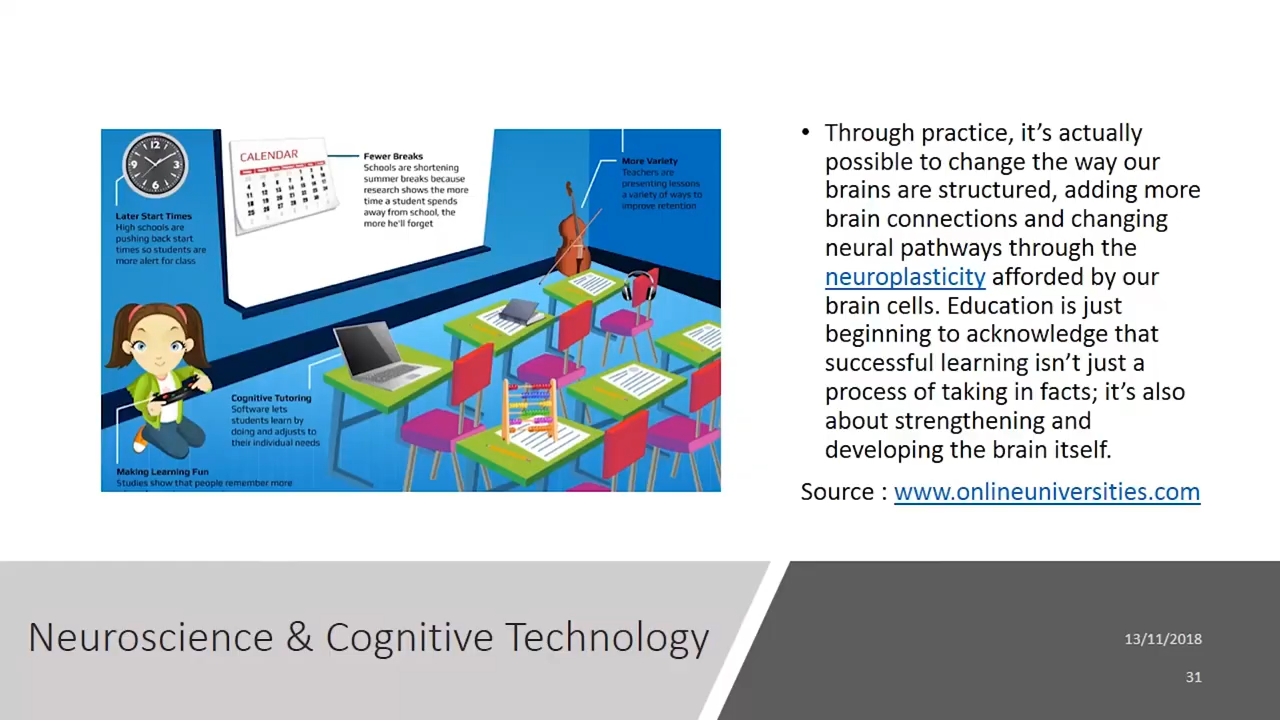 12
3
6
9
Later Start Times
High schools are
pushing back start
times so students are
more alert for class
CALENDAR
Fewer Breaks
Schools are shortening
summer breaks because
research shows the more
time a student spends
away from school, the
more he'll forget
More Variety
Teachers are
presenting lessons
a variety of ways to
improve retention
Cognitive Tutoring
Software lets
students learn by
doing and adjusts to
their individual needs
Making Learning Fun
Studies show that people remember more
• Through practice, it's actually
possible to change the way our
brains are structured, adding more
brain connections and changing
neural pathways through the
neuroplasticity afforded by our
brain cells. Education is just
beginning to acknowledge that
successful learning isn't just a
process of taking in facts; it's also
about strengthening and
developing the brain itself.
Source : www.onlineuniversities.com
Neuroscience & Cognitive Technology
13/11/2018
31